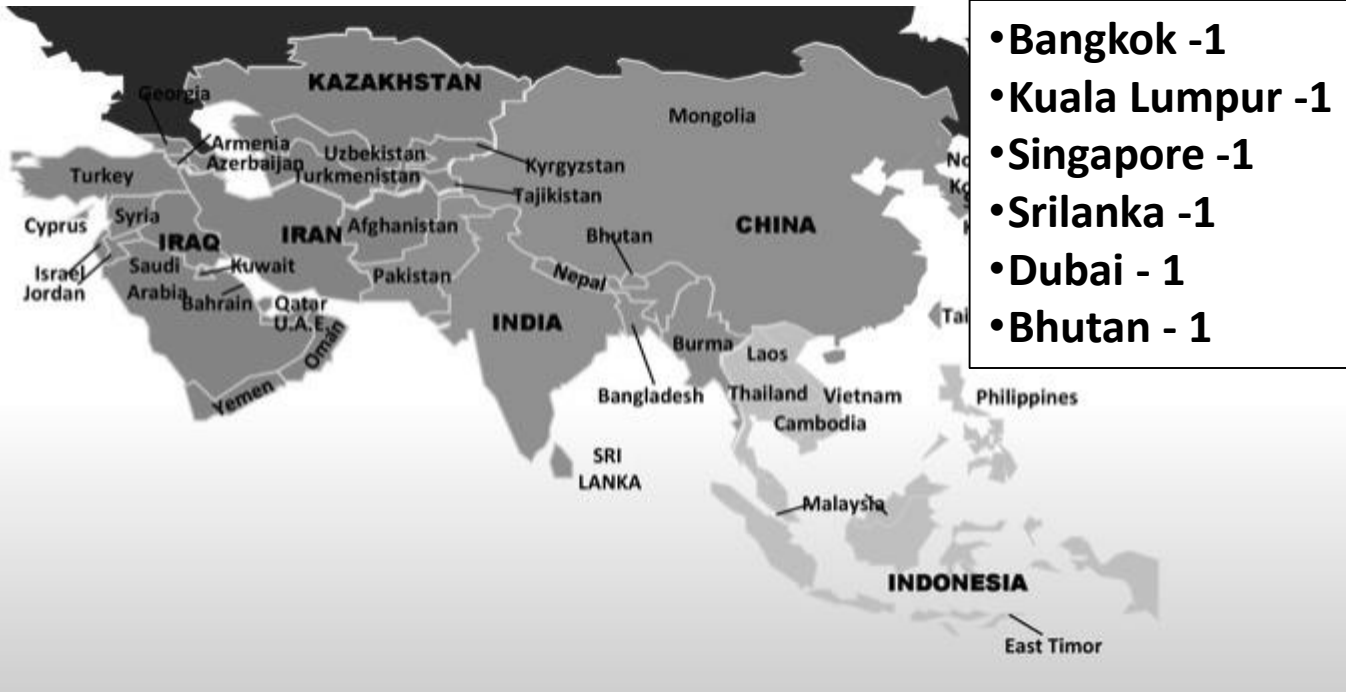 •Bangkok -1
•Kuala Lumpur -1
•Singapore -1
•Srilanka -1
•Dubai - 1
•Bhutan - 1
KAZAKHSTAN
Georgia
Mongolia
Armenia
Azerbaijan
Uzbekistan
Turkmenistan
Kyrgyzstan
Turkey
Tajikistan
Cyprus
Syria
IRAQ
IRAN
Afghanistan
Bhutan
CHINA
Israel
Jordan
Saudi
Arabia
Kuwait
Bahrain
Qatar
U.A.E.
Oman
Yemen
Pakistan
Nepal
INDIA
Burma
Laos
Bangladesh
Thailand
Vietnam
Cambodia
Philippines
SRI
LANKA
Malaysia
INDONESIA
East Timor